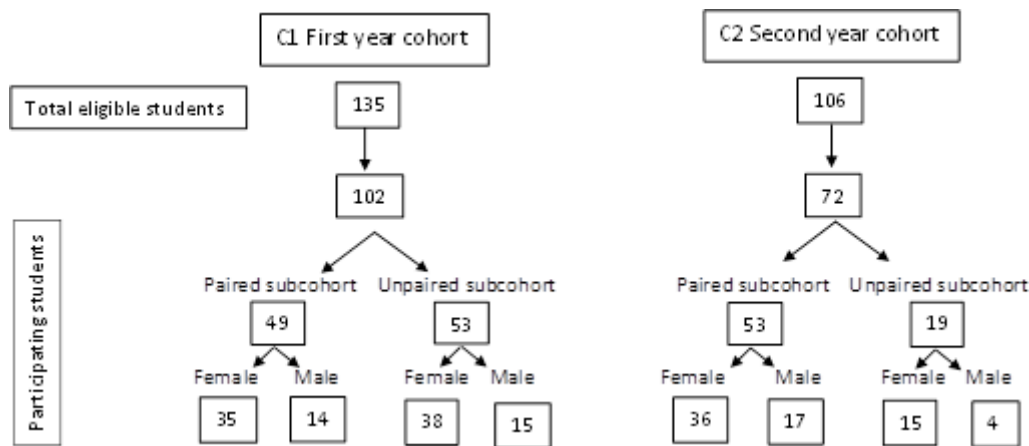 C1 First year cohort
C2 Second year cohort
Total eligible students
135
106
102
72
Participating students
Paired subcohort
Unpaired subcohort
Paired subcohort
Unpaired subcohort
49
53
53
19
Female
Male
Female
Male
Female
Male
Female
Male
35
14
38
15
36
17
15
4